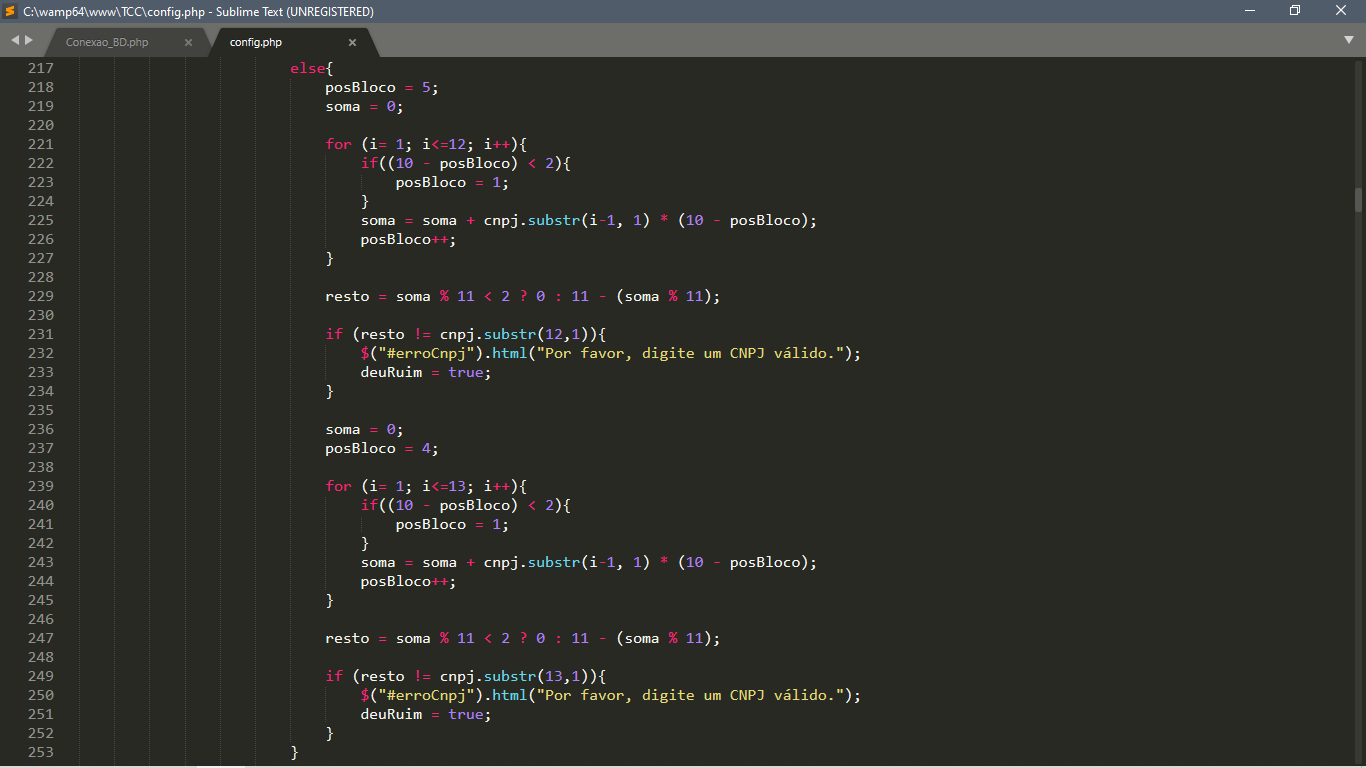 C:\wamp64\www\TCC\config.php - Sublime Text (UNREGISTERED)
Conexao_BD.php
config.php
217 else{
218 posBloco = 5;
219 soma = 0;
220
221 for (i= 1; i<=12; i++){
222 if((10 - posBloco) < 2){
223 posBloco = 1;
224 }
225 soma = soma + cnpj.substr(i-1, 1) * (10 - posBloco);
226 posBloco++;
227 }
228
229 resto = soma % 11 < 2 ? 0 : 11 - (soma % 11);
230
231 if (resto != cnpj.substr(12,1)){
232 $("#erroCnpj").html("Por favor, digite um CNPJ válido.");
233 deuRuim = true;
234 }
235
236 soma = 0;
237 posBloco = 4;
238
239 for (i= 1; i<=13; i++){
240 if((10 - posBloco) < 2){
241 posBloco = 1;
242 }
243 soma = soma + cnpj.substr(i-1, 1) * (10 - posBloco);
244 posBloco++;
245 }
246
247 resto = soma % 11 < 2 ? 0 : 11 - (soma % 11);
248
249 if (resto != cnpj.substr(13,1)){
250 $("#erroCnpj").html("Por favor, digite um CNPJ válido.");
251 deuRuim = true;
252 }
253 }